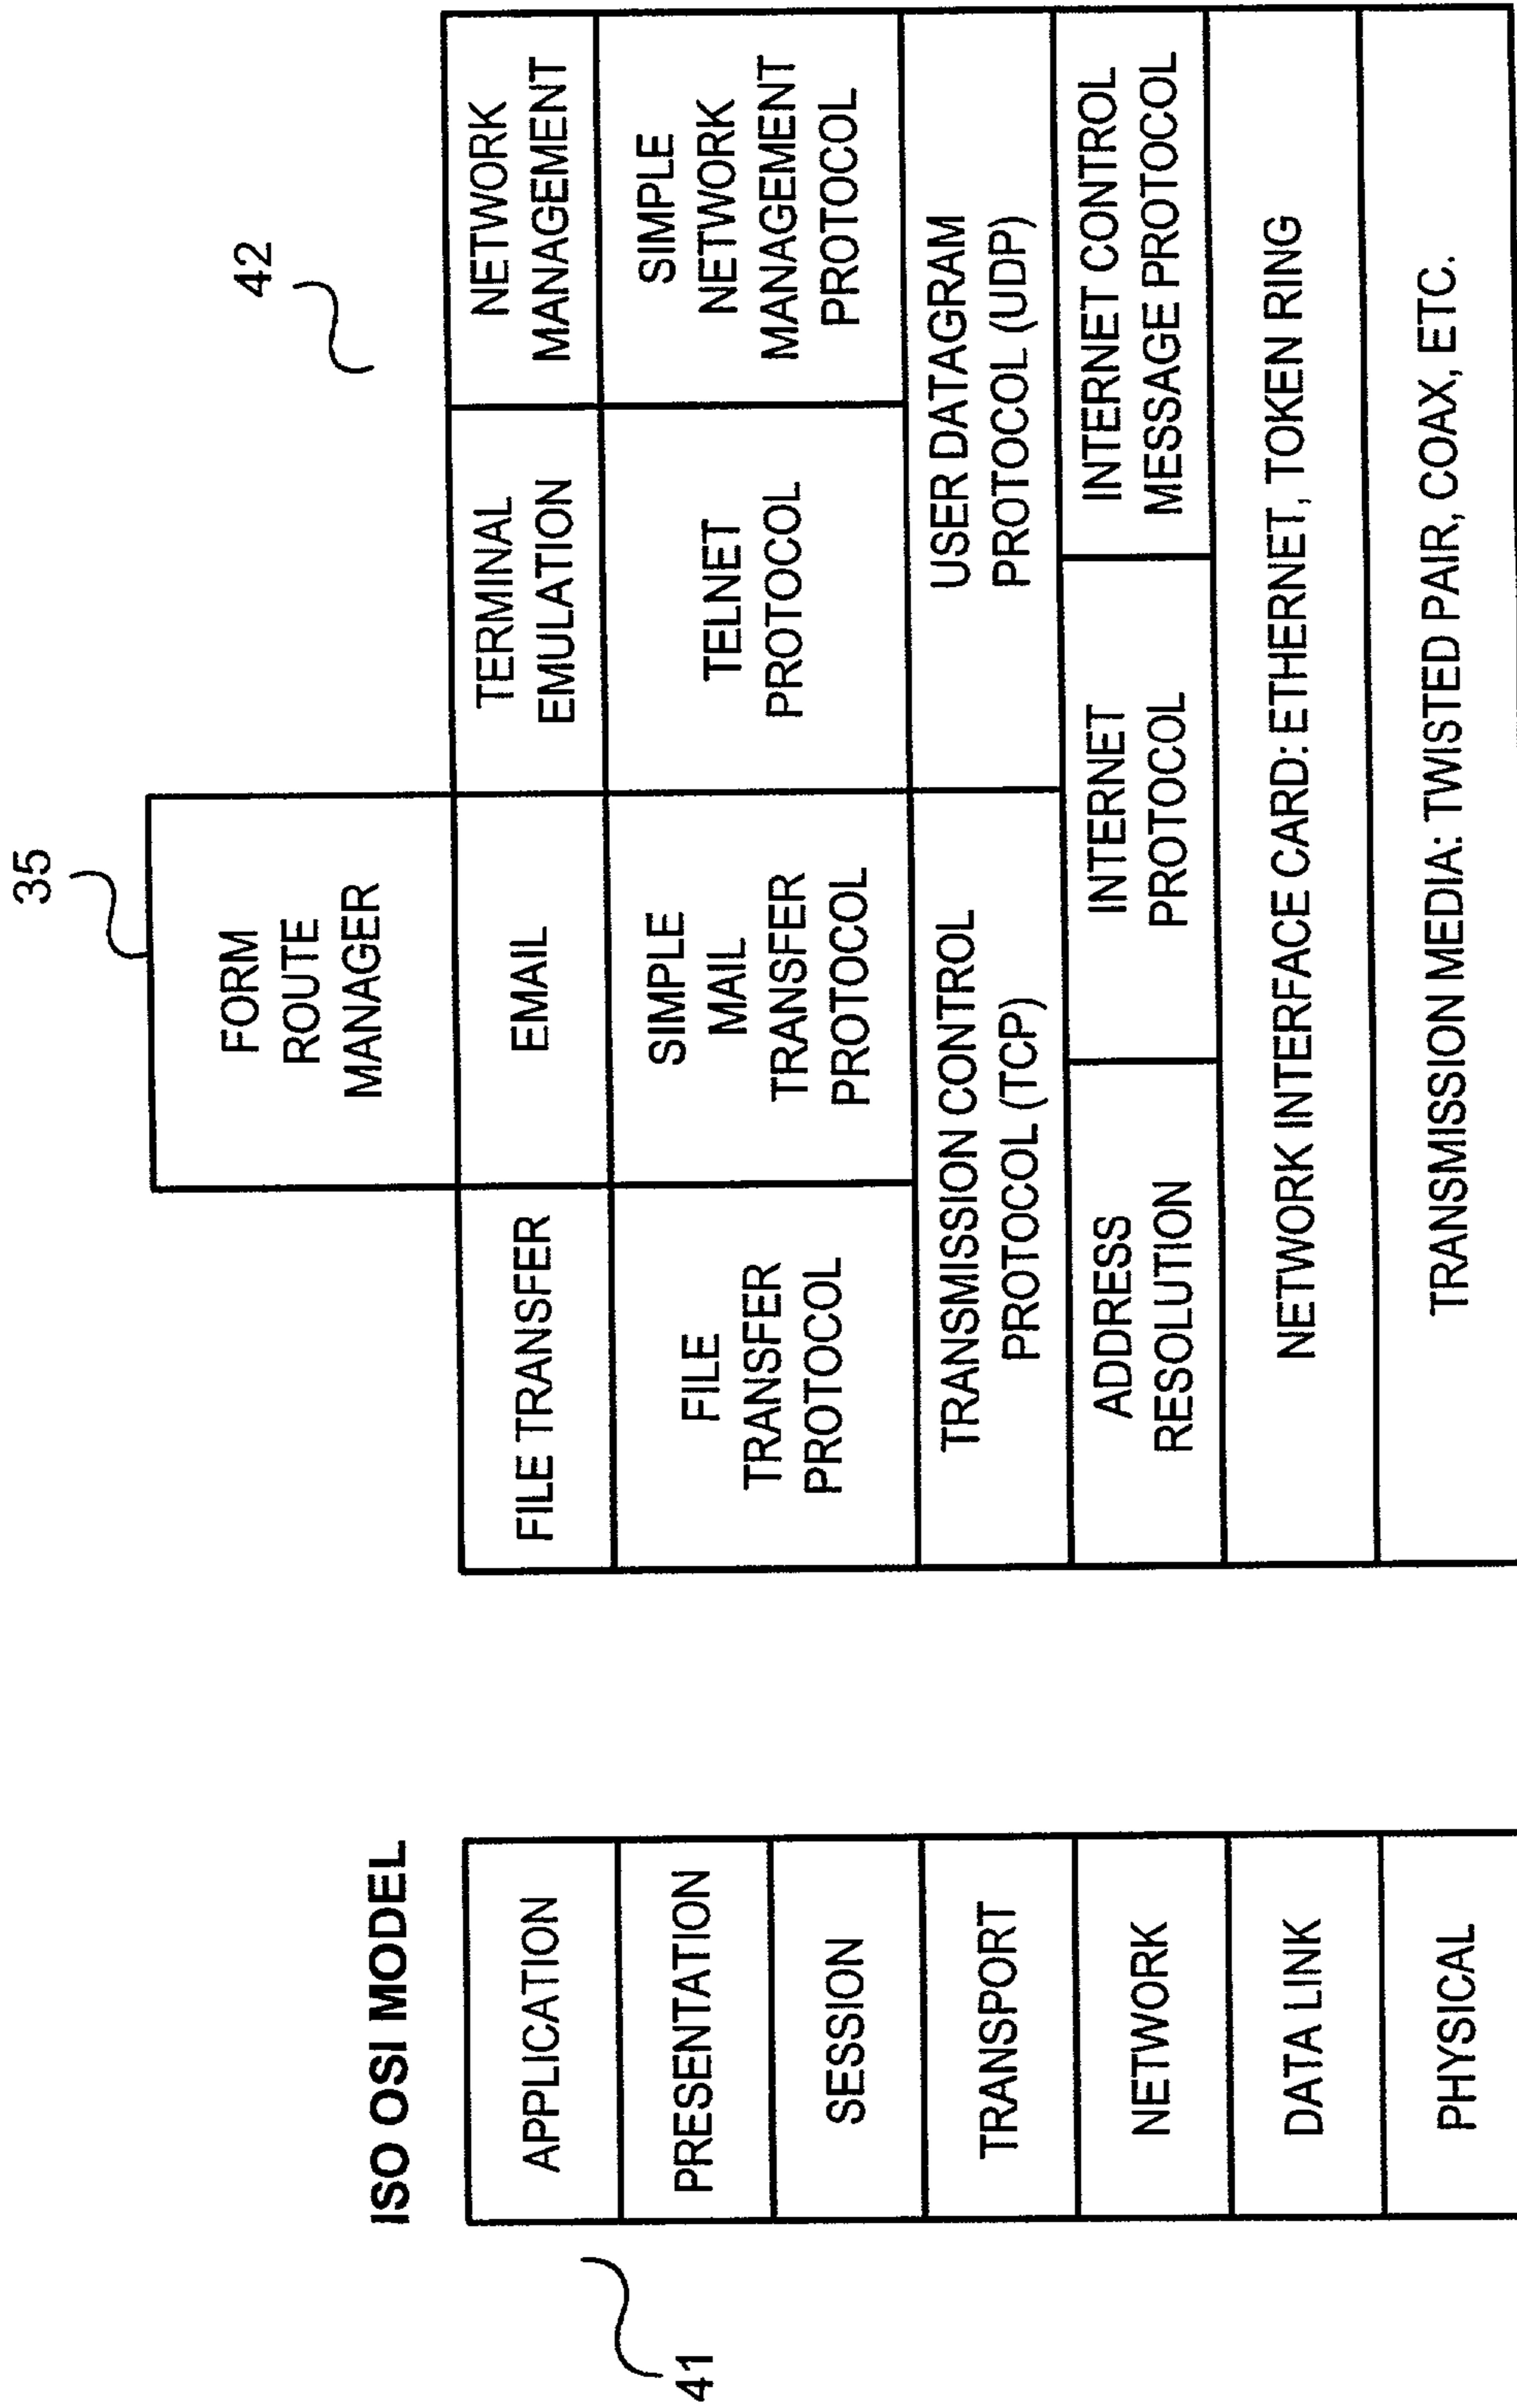 35
42
41
ISO OSI MODEL
APPLICATION
PRESENTATION
SESSION
TRANSPORT
NETWORK
DATA LINK
PHYSICAL
FORM
ROUTE
MANAGER
FILE TRANSFER
EMAIL
TERMINAL
EMULATION
NETWORK
MANAGEMENT
FILE
TRANSFER
PROTOCOL
SIMPLE
MAIL
TRANSFER
PROTOCOL
TELNET
PROTOCOL
SIMPLE
NETWORK
MANAGEMENT
PROTOCOL
TRANSMISSION CONTROL
PROTOCOL (TCP)
USER DATAGRAM
PROTOCOL (UDP)
ADDRESS
RESOLUTION
INTERNET
PROTOCOL
INTERNET CONTROL
MESSAGE PROTOCOL
NETWORK INTERFACE CARD: ETHERNET, TOKEN RING
TRANSMISSION MEDIA: TWISTED PAIR, COAX, ETC.